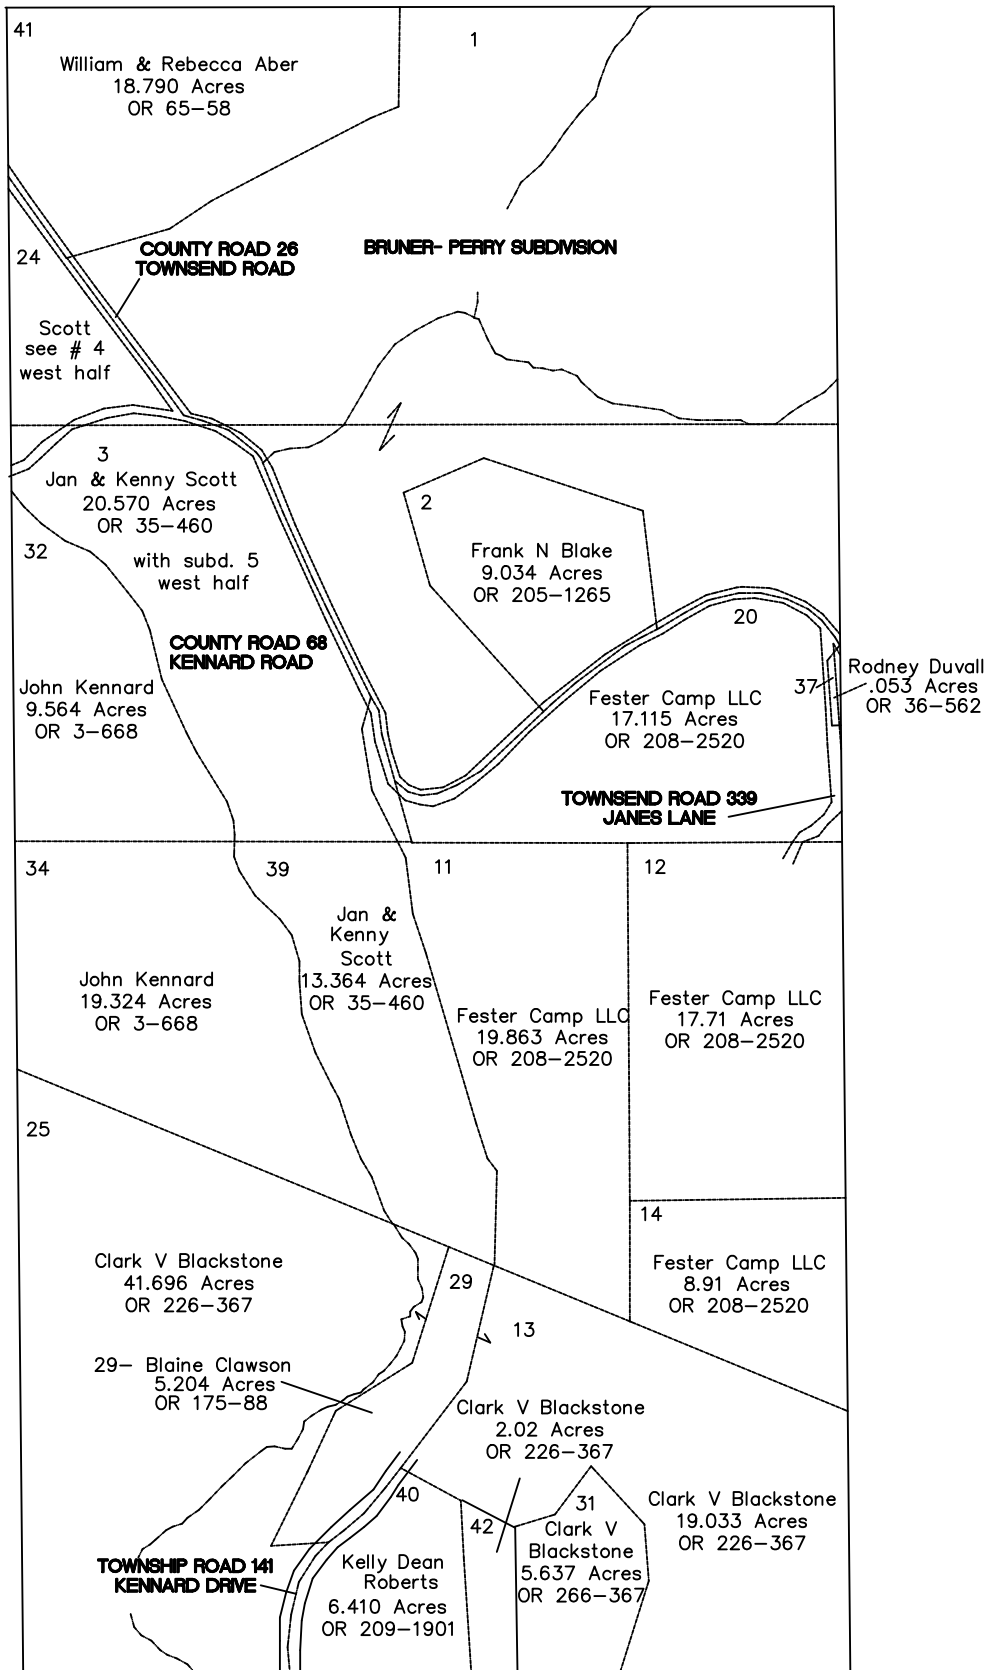 41
William & Rebecca Aber
18.790 Acres
OR 65-58
1
24
COUNTY ROAD 26
TOWNSEND ROAD
BRUNER- PERRY SUBDIVISION
Scott
see # 4
west half
3
Jan & Kenny Scott
20.570 Acres
OR 35-460
with subd. 5
west half
2
Frank N Blake
9.034 Acres
OR 205-1265
32
COUNTY ROAD 68
KENNARD ROAD
John Kennard
9.564 Acres
OR 3-668
20
Fester Camp LLC
17.115 Acres
OR 208-2520
37
Rodney Duvall
.053 Acres
OR 36-562
TOWNSEND ROAD 339
JANES LANE
34
John Kennard
19.324 Acres
OR 3-668
39
Jan &
Kenny
Scott
13.364 Acres
OR 35-460
11
Fester Camp LLC
19.863 Acres
OR 208-2520
12
Fester Camp LLC
17.71 Acres
OR 208-2520
25
Clark V Blackstone
41.696 Acres
OR 226-367
14
Fester Camp LLC
8.91 Acres
OR 208-2520
29
13
29- Blaine Clawson
5.204 Acres
OR 175-88
Clark V Blackstone
2.02 Acres
OR 226-367
40
42
31
Clark V
Blackstone
5.637 Acres
OR 266-367
Clark V Blackstone
19.033 Acres
OR 226-367
TOWNSHIP ROAD 141
KENNARD DRIVE
Kelly Dean
Roberts
6.410 Acres
OR 209-1901